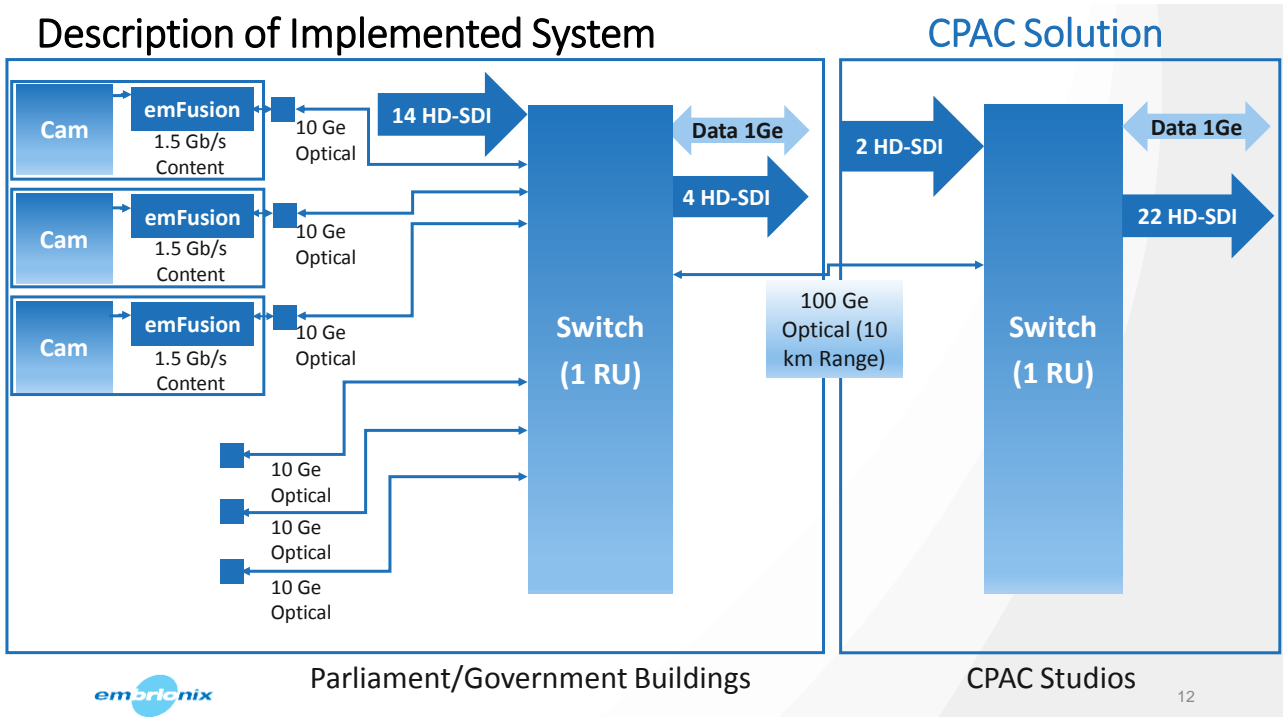 Description of Implemented System
CPAC Solution
Cam
emFusion
1.5 Gb/s
Content
10 Ge
Optical
Cam
emFusion
1.5 Gb/s
Content
10 Ge
Optical
Cam
emFusion
1.5 Gb/s
Content
10 Ge
Optical
10 Ge
Optical
10 Ge
Optical
10 Ge
Optical
14 HD-SDI
Switch
(1 RU)
Data 1Ge
4 HD-SDI
100 Ge
Optical (10
km Range)
2 HD-SDI
Switch
(1 RU)
Data 1Ge
22 HD-SDI
embrionix
Parliament/Government Buildings
CPAC Studios
12